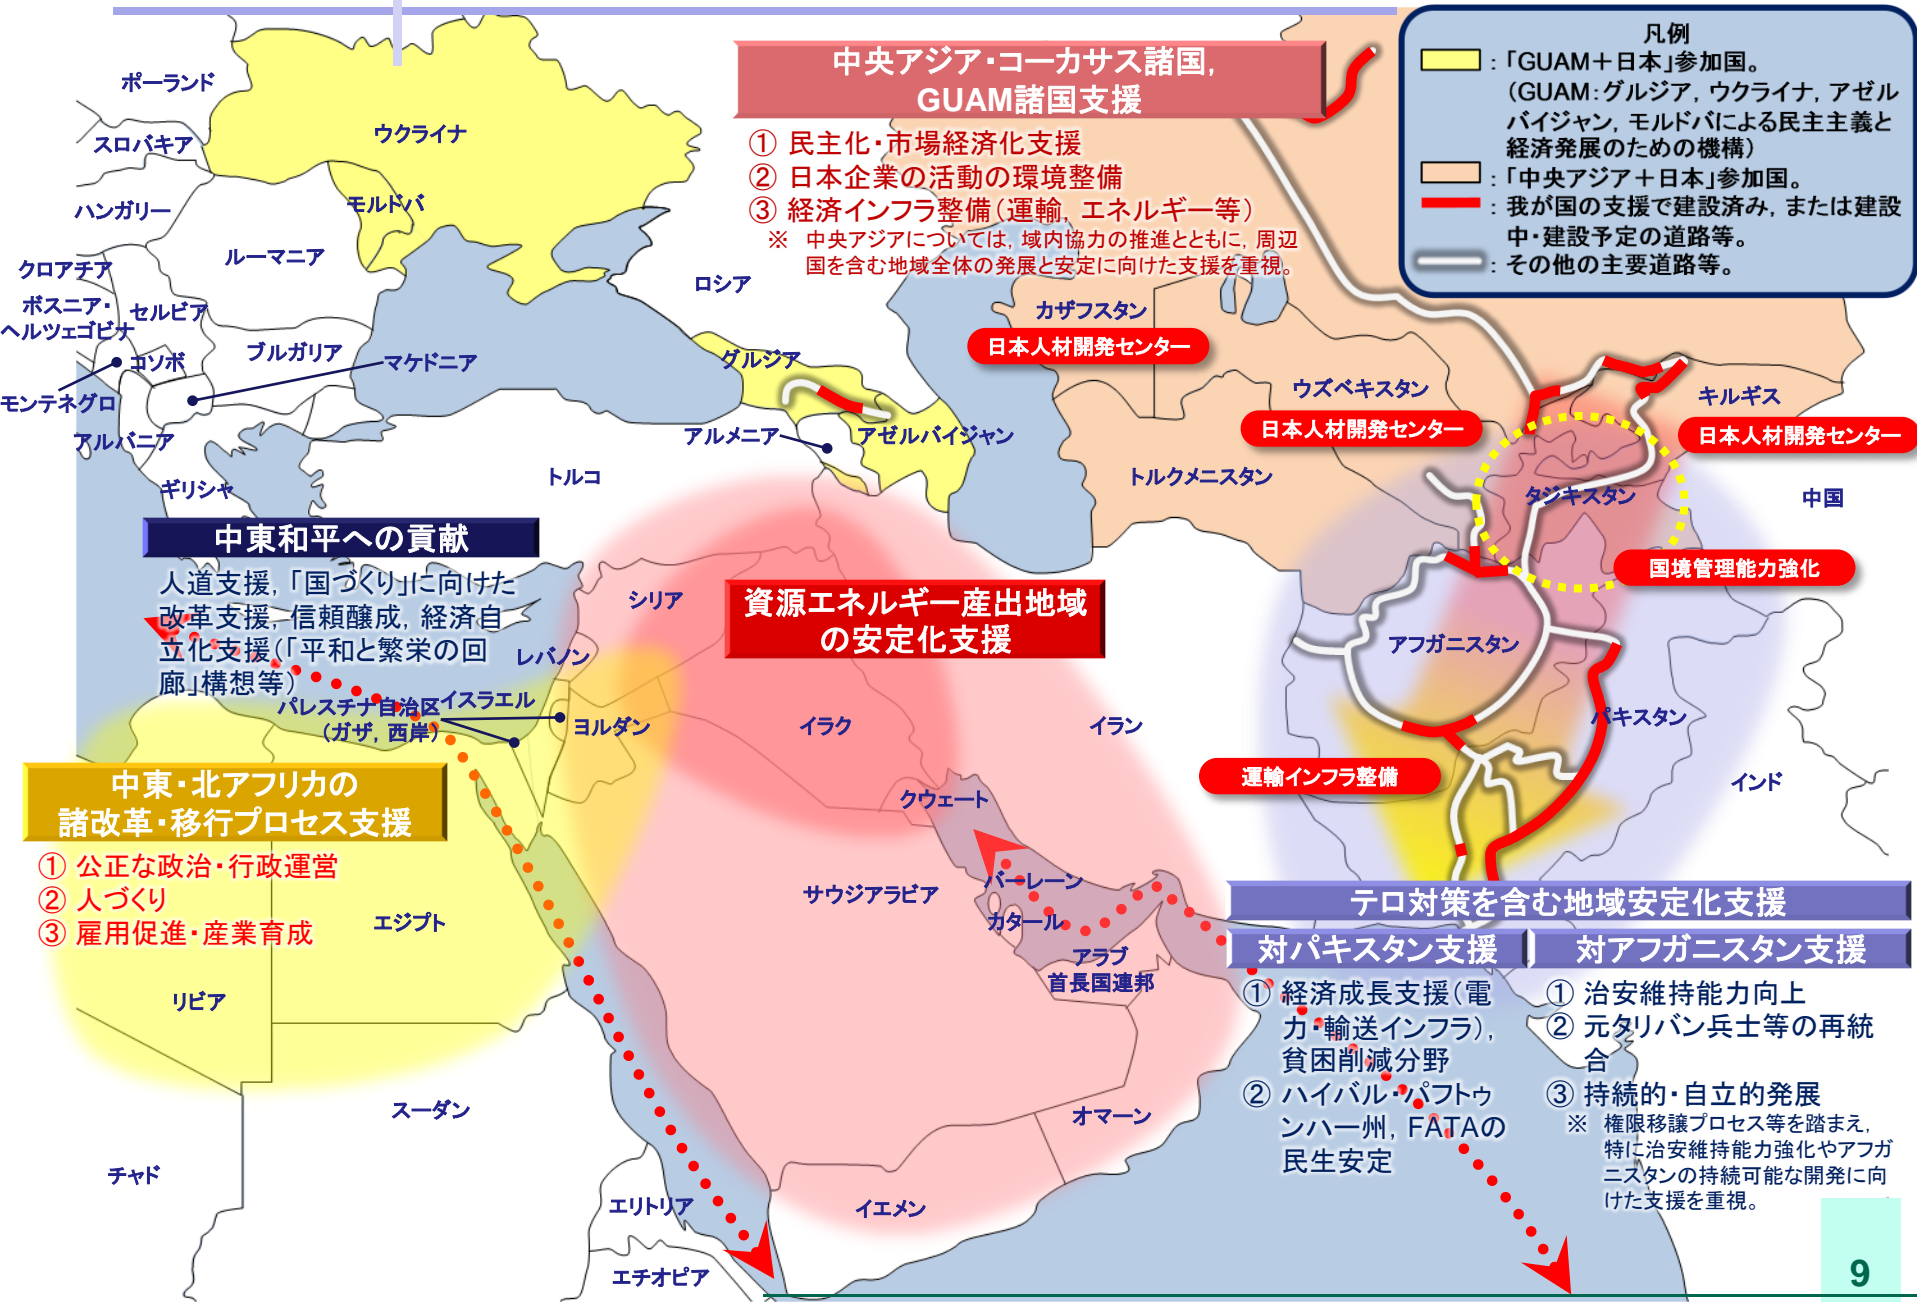 中央アジア・コーカサス諸国,
GUAM諸国支援
① 民主化・市場経済化支援
② 日本企業の活動の環境整備
③ 経済インフラ整備(運輸, エネルギー等)
※ 中央アジアについては, 域内協力の推進とともに, 周辺
国を含む地域全体の発展と安定に向けた支援を重視。
凡例
:「GUAM+日本」参加国。
(GUAM:グルジア, ウクライナ, アゼル
バイジャン, モルドバによる民主主義と
経済発展のための機構)
:「中央アジア+日本」参加国。
: 我が国の支援で建設済み, または建設
中・建設予定の道路等。
: その他の主要道路等。
ポーランド
スロバキア
ウクライナ
ハンガリー
モルドバ
ルーマニア
クロアチア
ボスニア・
ヘルツェゴビナ
セルビア
ブルガリア
コソボ
マケドニア
モンテネグロ
アルバニア
ギリシャ
ロシア
グルジア
アルメニア
アゼルバイジャン
トルコ
カザフスタン
日本人材開発センター
ウズベキスタン
日本人材開発センター
キルギス
日本人材開発センター
トルクメニスタン
タジキスタン
中国
国境管理能力強化
中東和平への貢献
人道支援,「国づくり」に向けた
改革支援, 信頼醸成, 経済自
立化支援(「平和と繁栄の回
廊」構想等)
シリア
レバノン
イスラエル
パレスチナ自治区
(ガザ, 西岸)
ヨルダン
資源エネルギー産出地域
の安定化支援
イラク
イラン
アフガニスタン
パキスタン
インド
運輸インフラ整備
中東・北アフリカの
諸改革・移行プロセス支援
① 公正な政治・行政運営
② 人づくり
③ 雇用促進・産業育成
クウェート
サウジアラビア
バーレーン
カタール
アラブ
首長国連邦
エジプト
リビア
スーダン
チャド
エリトリア
エチオピア
イエメン
オマーン
テロ対策を含む地域安定化支援
対パキスタン支援
① 経済成長支援(電
力・輸送インフラ),
貧困削減分野
② ハイバル・パフトゥ
ンハー州, FATAの
民生安定
対アフガニスタン支援
① 治安維持能力向上
② 元タリバン兵士等の再統
合
③ 持続的・自立的発展
※ 権限移譲プロセス等を踏まえ,
特に治安維持能力強化やアフガ
ニスタンの持続可能な開発に向
けた支援を重視。
9